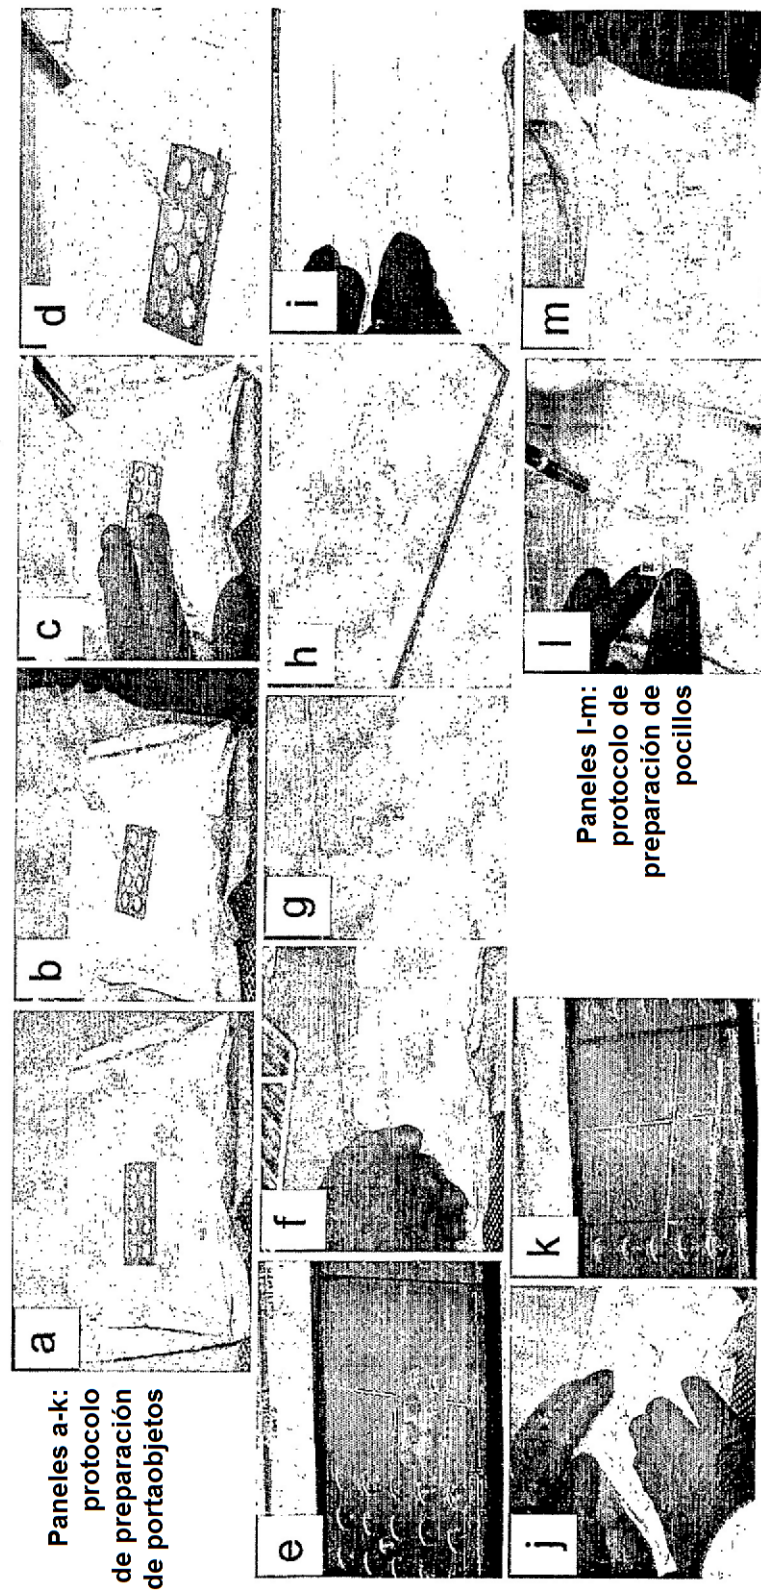 Paneles a-k:
protocolo
de preparación
de portaobjetos
a
b
c
d
e
f
g
h
i
j
k
l
m
Paneles l-m:
protocolo de
preparación de
pocillos